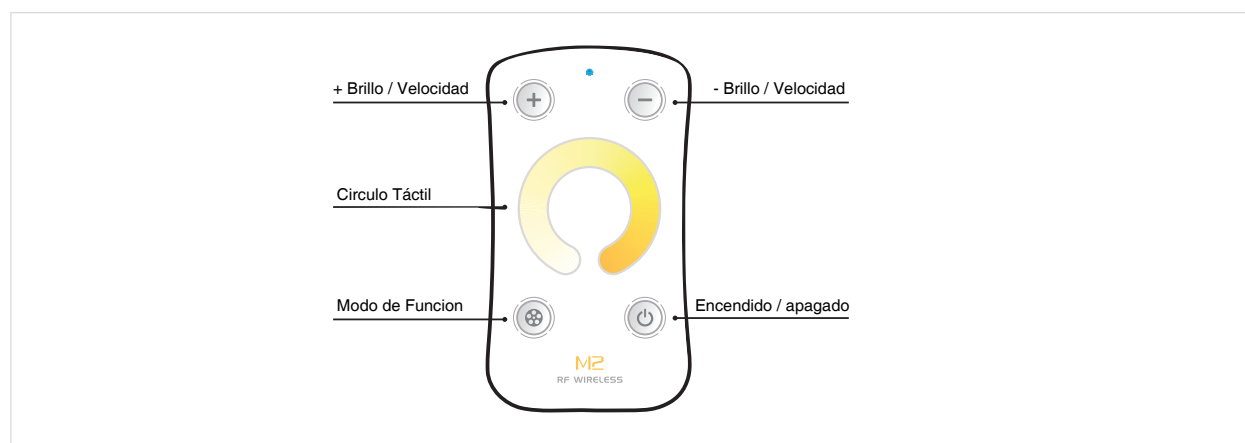 + Brillo / Velocidad
- Brillo / Velocidad
Circulo Táctil
Modo de Funcion
Encendido / apagado
M2
RF WIRELESS